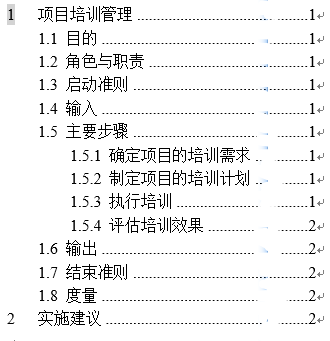 1 项目培训管理 1
1.1 目的 1
1.2 角色与职责 1
1.3 启动准则 1
1.4 输入 1
1.5 主要步骤 1
1.5.1 确定项目的培训需求 1
1.5.2 制定项目的培训计划 1
1.5.3 执行培训 1
1.5.4 评估培训效果 2
1.6 输出 2
1.7 结束准则 2
1.8 度量 2
2 实施建议 2